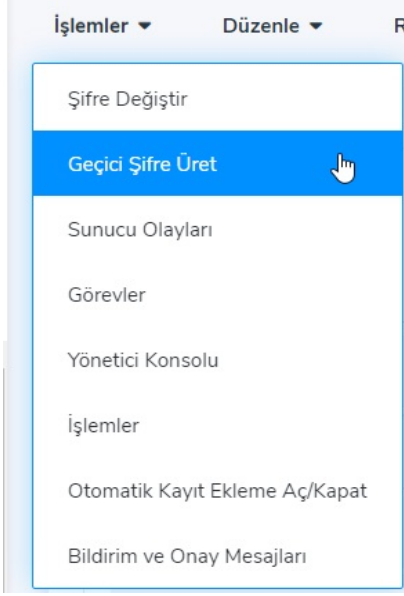 İşlemler Düzenle
Şifre Değiştir
Geçici Şifre Üret
Sunucu Olayları
Görevler
Yönetici Konsolu
İşlemler
Otomatik Kayıt Ekleme Aç/Kapat
Bildirim ve Onay Mesajları